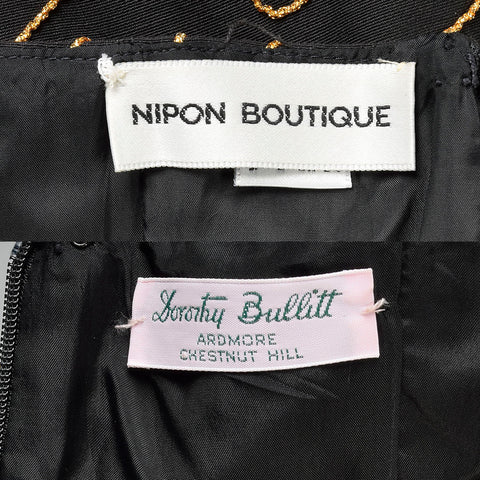 NIPON BOUTIQUE
Dorothy Bullitt
ARDMORE
CHESTNUT HILL